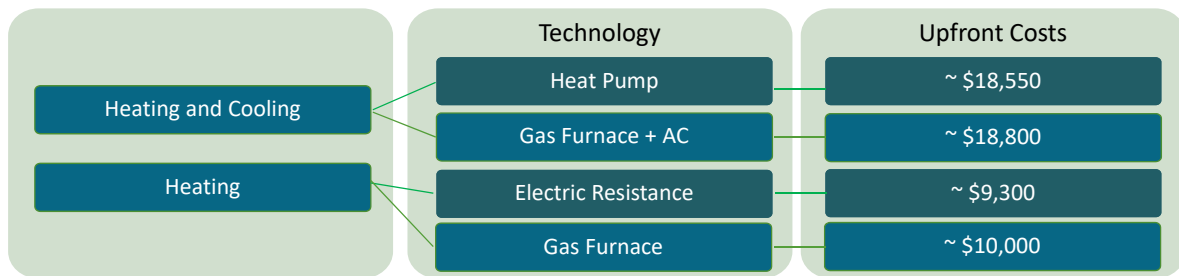 Technology
Upfront Costs
Heating and Cooling
Heat Pump
~ $18,550
Gas Furnace + AC
~ $18,800
Heating
Electric Resistance
~ $9,300
Gas Furnace
~ $10,000